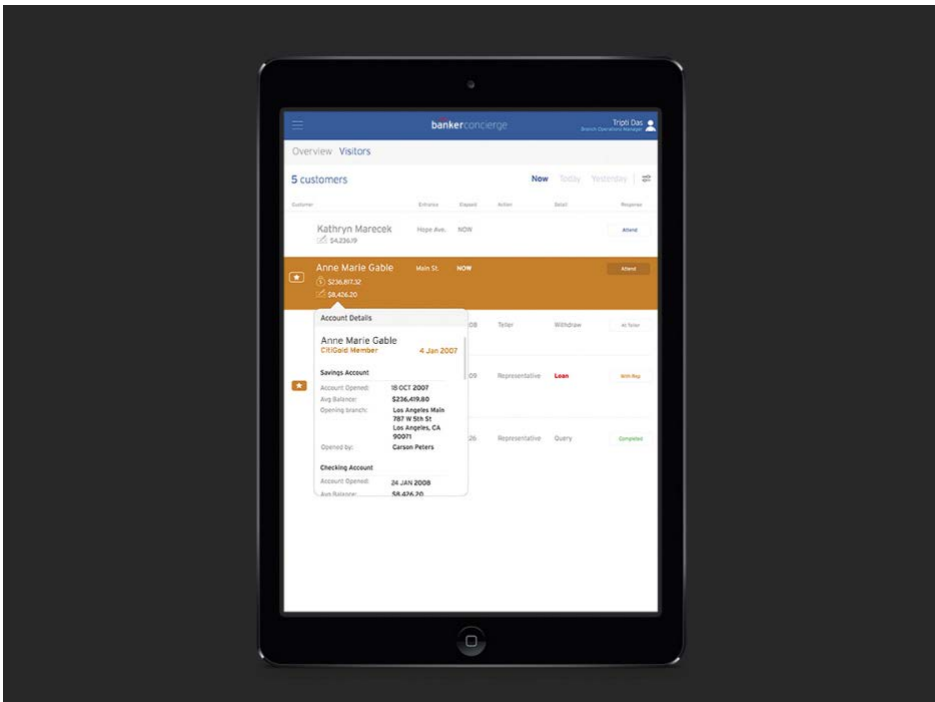 bankerconcierge
Tripti Das
Branch Operations Manager
Overview Visitors
5 customers
Now Today Yesterday
Customer Entrance Elapsed Action Detail Response
Kathryn Marecek Hope Ave. NOW Attend
$4,236.19
Anne Marie Gable Main St. NOW Attend
$236,817.32
$8,426.20
Account Details
08 Teller Withdraw At Teller
Anne Marie Gable
CitiGold Member 4 Jan 2007
Savings Account
09 Representative Loan With Rep
Account Opened: 18 OCT 2007
Avg Balance: $236,419.80
Opening branch: Los Angeles Main
787 W 5th St
Los Angeles, CA
90071
26 Representative Query Completed
Opened by: Carson Peters
Checking Account
Account Opened: 24 JAN 2008
Avg Balance: $8,426.20